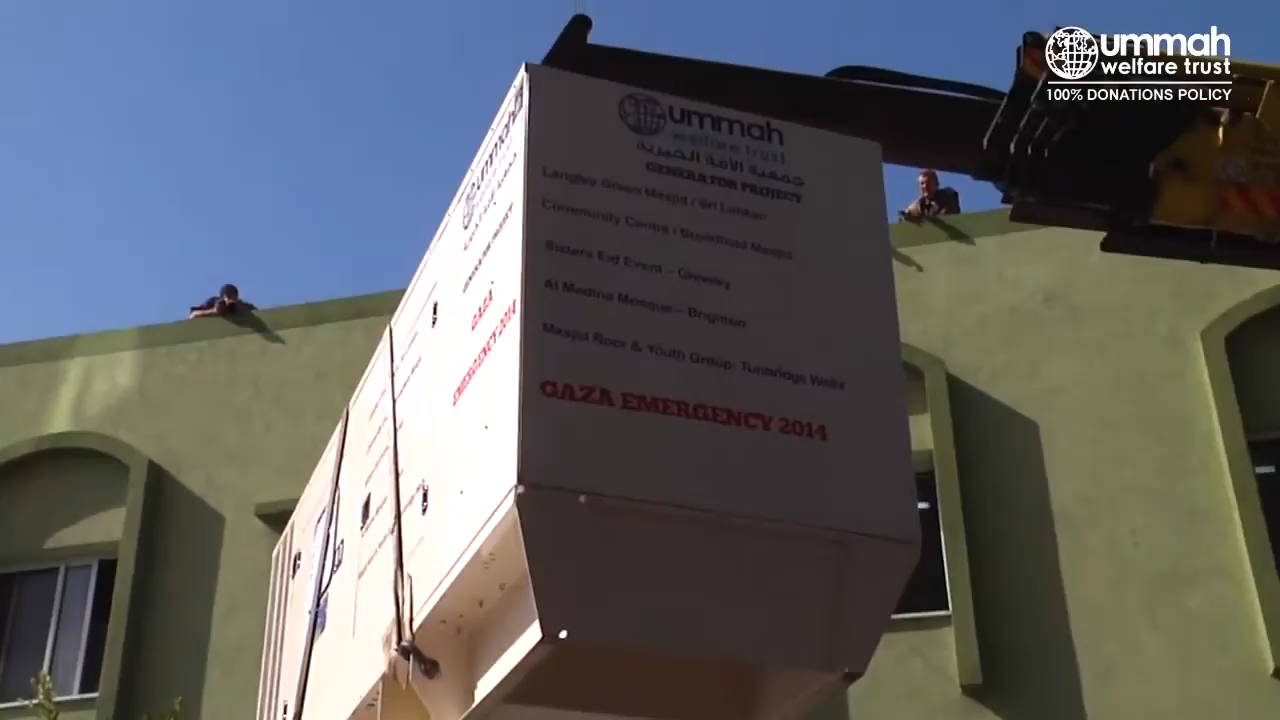 ummah
welfare trust
100% DONATIONS POLICY
ummah
welfare trust
جمعية الأمة الخيرية
GENERATOR PROJECT
Langley Green Masjid / Sri Lankan
Community Centre / Broadfield Masjid
Sisters Eid Event - Crawley
Al Medina Mosque - Brighton
Masjid Noor & Youth Group- Tunbridge Wells
GAZA EMERGENCY 2014
ummah
GAZA
EMERGENCY 2014